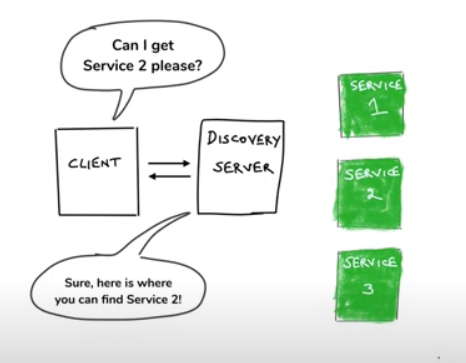 Can I get
Service 2 please?
CLIENT
DISCOVERY
SERVER
Sure, here is where
you can find Service 2!
SERVICE
1
SERVICE
2
SERVICE
3